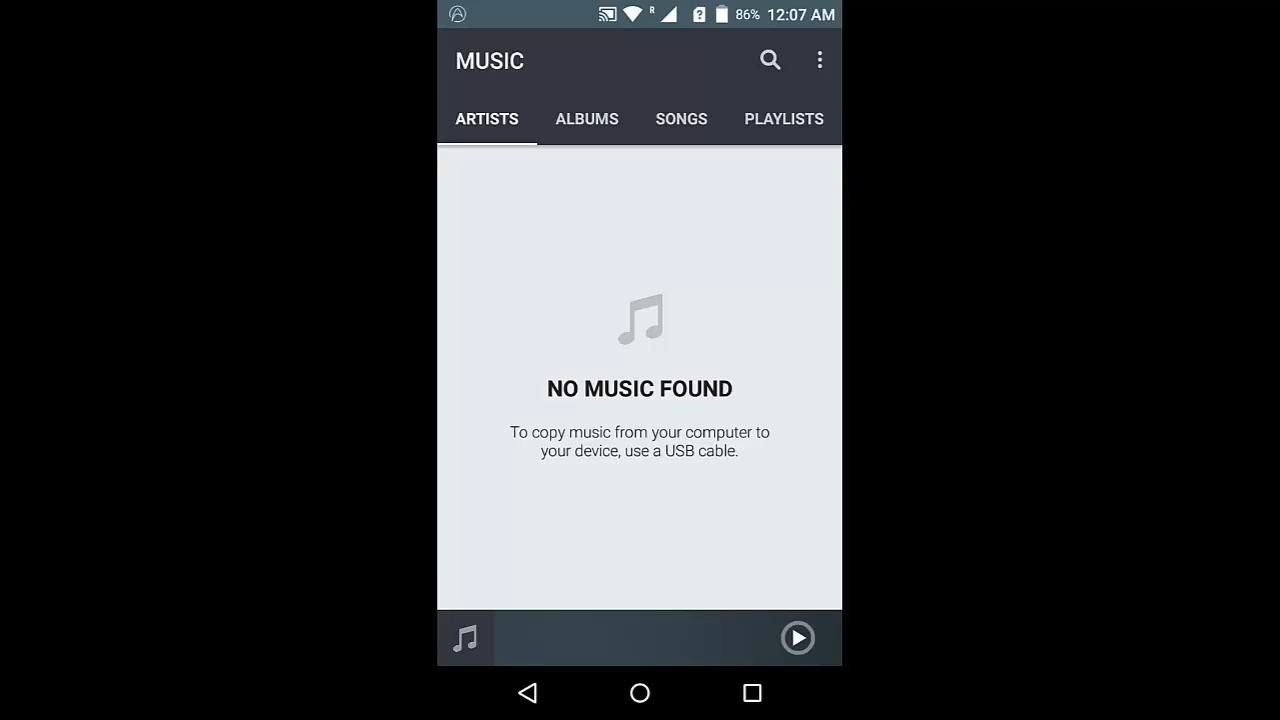 R 86% 12:07 AM
MUSIC
ARTISTS ALBUMS SONGS PLAYLISTS
NO MUSIC FOUND
To copy music from your computer to
your device, use a USB cable.